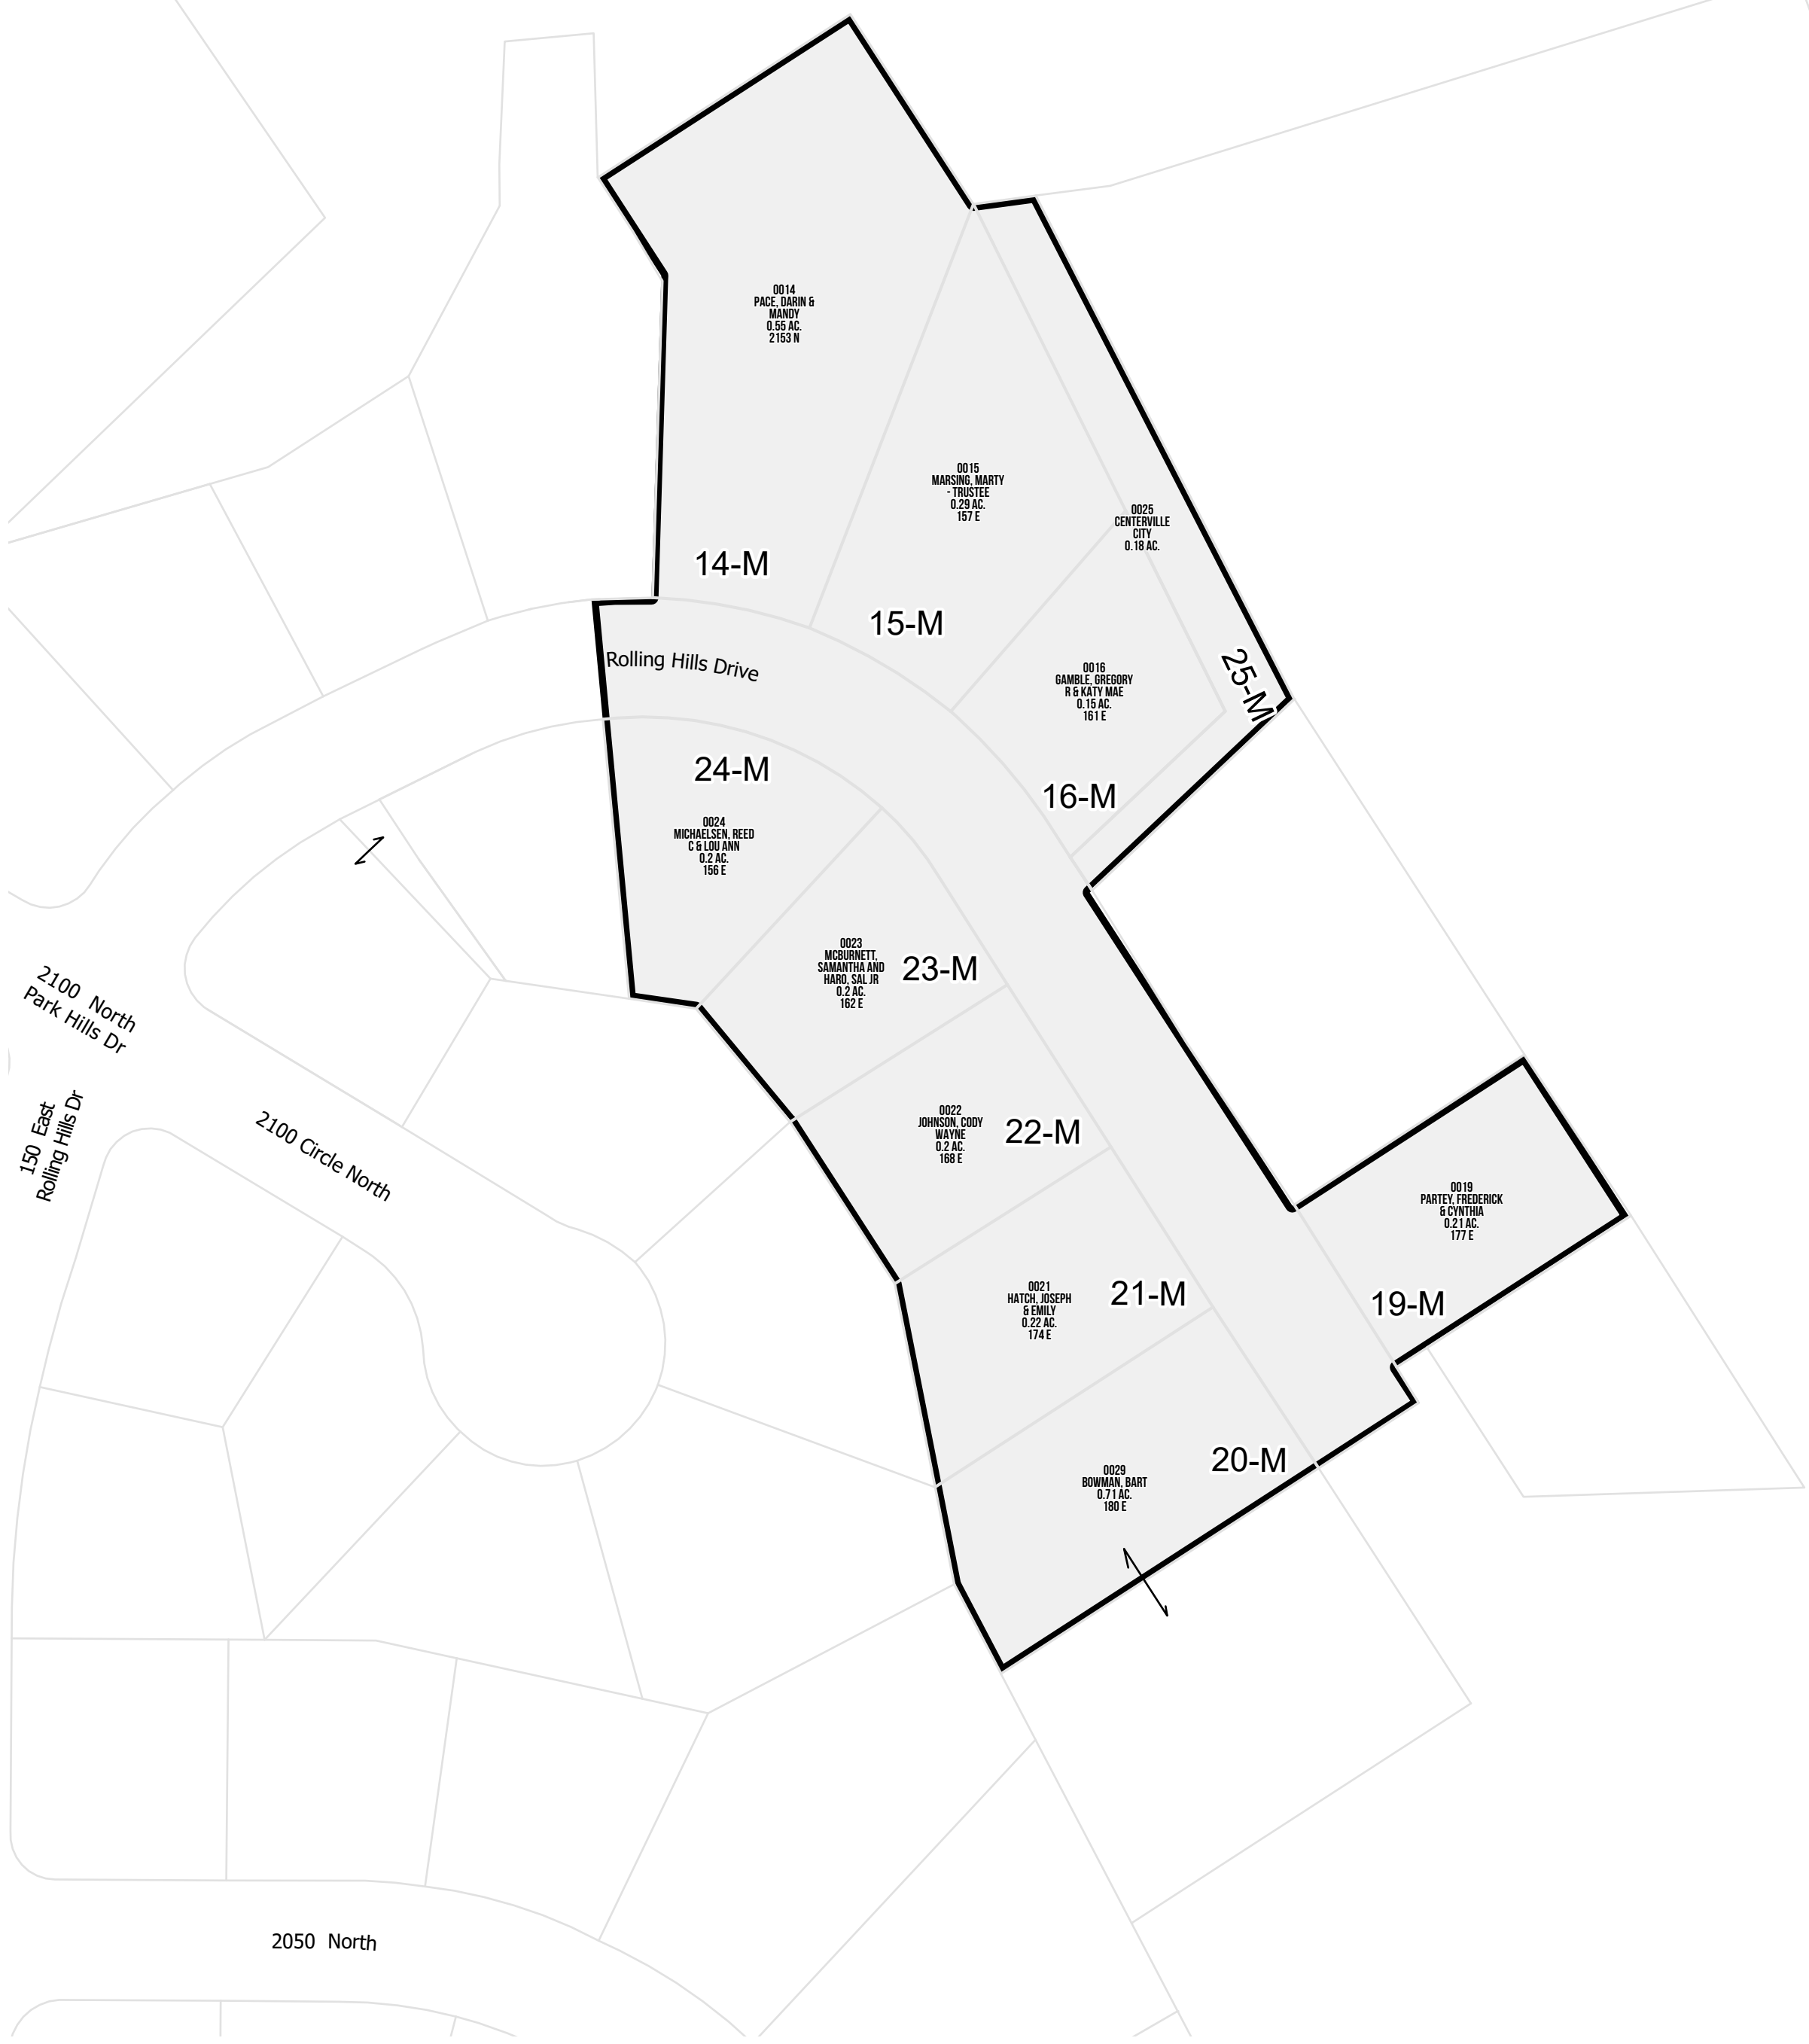 0014
PACE, DARIN &
MANDY
0.55 AC.
2153 N
0015
MARSING, MARTY
- TRUSTEE
0.29 AC.
157 E
0025
CENTERVILLE
CITY
0.18 AC.
14-M
15-M
Rolling Hills Drive
0016
GAMBLE, GREGORY
R & KATY MAE
0.15 AC.
161 E
25-M
24-M
16-M
0024
MICHAELSEN, REED
C & LOU ANN
0.2 AC.
156 E
0023
MCBURNETT,
SAMANTHA AND
HARO, SAL JR
0.2 AC.
162 E
23-M
2100 North
Park Hills Dr
150 East
Rolling Hills Dr
2100 Circle North
0022
JOHNSON, CODY
WAYNE
0.2 AC.
168 E
22-M
0019
PARTEY, FREDERICK
& CYNTHIA
0.21 AC.
177 E
0021
HATCH, JOSEPH
& EMILY
0.22 AC.
174 E
21-M
19-M
0029
BOWMAN, BART
0.71 AC.
180 E
20-M
2050 North